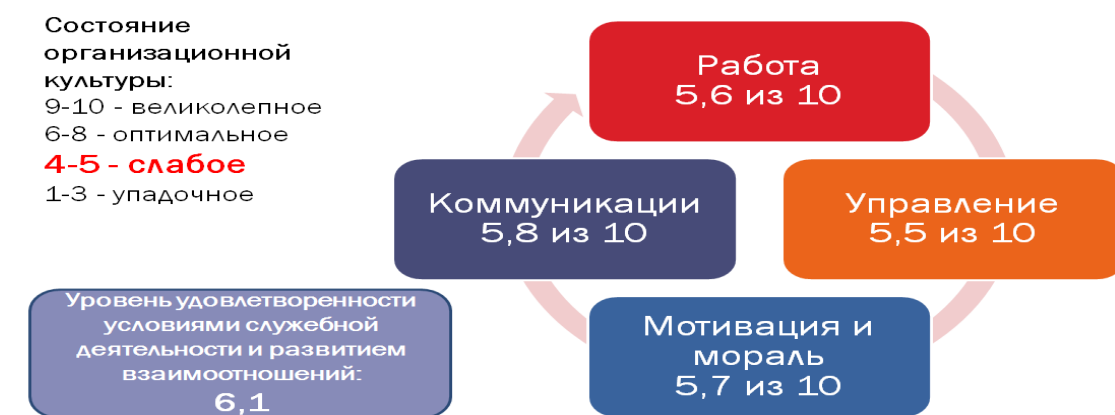 Состояние
организационной
культуры:
9-10 - великолепное
6-8 - оптимальное
4-5 - слабое
1-3 - упадочное
Работа
5,6 из 10
Коммуникации
5,8 из 10
Управление
5,5 из 10
Мотивация и
мораль
5,7 из 10
Уровень удовлетворенности
условиями служебной
деятельности и развитием
взаимоотношений:
6,1